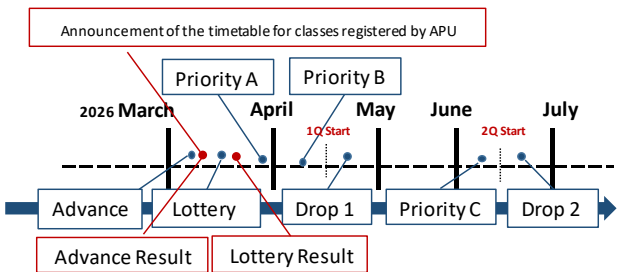 Announcement of the timetable for classes registered by APU
Priority A
Priority B
2026 March
April
May
June
July
1Q Start
2Q Start
Advance
Lottery
Drop 1
Priority C
Drop 2
Advance Result
Lottery Result